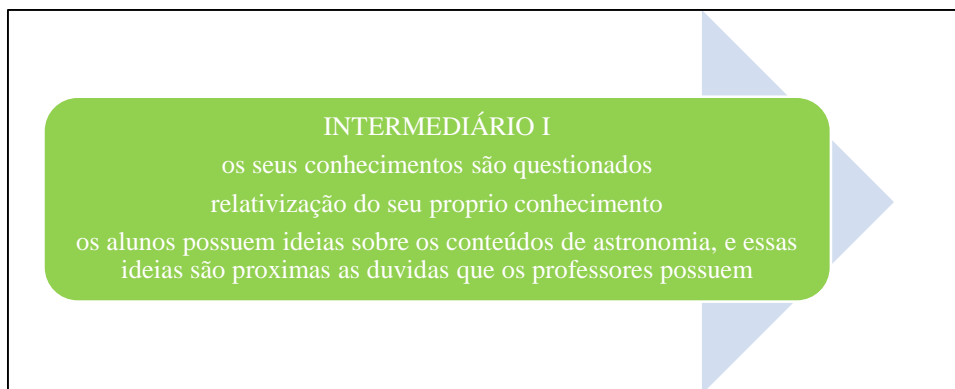 INTERMEDIÁRIO I
os seus conhecimentos são questionados
relativização do seu proprio conhecimento
os alunos possuem ideias sobre os conteúdos de astronomia, e essas
ideias são proximas as duvidas que os professores possuem